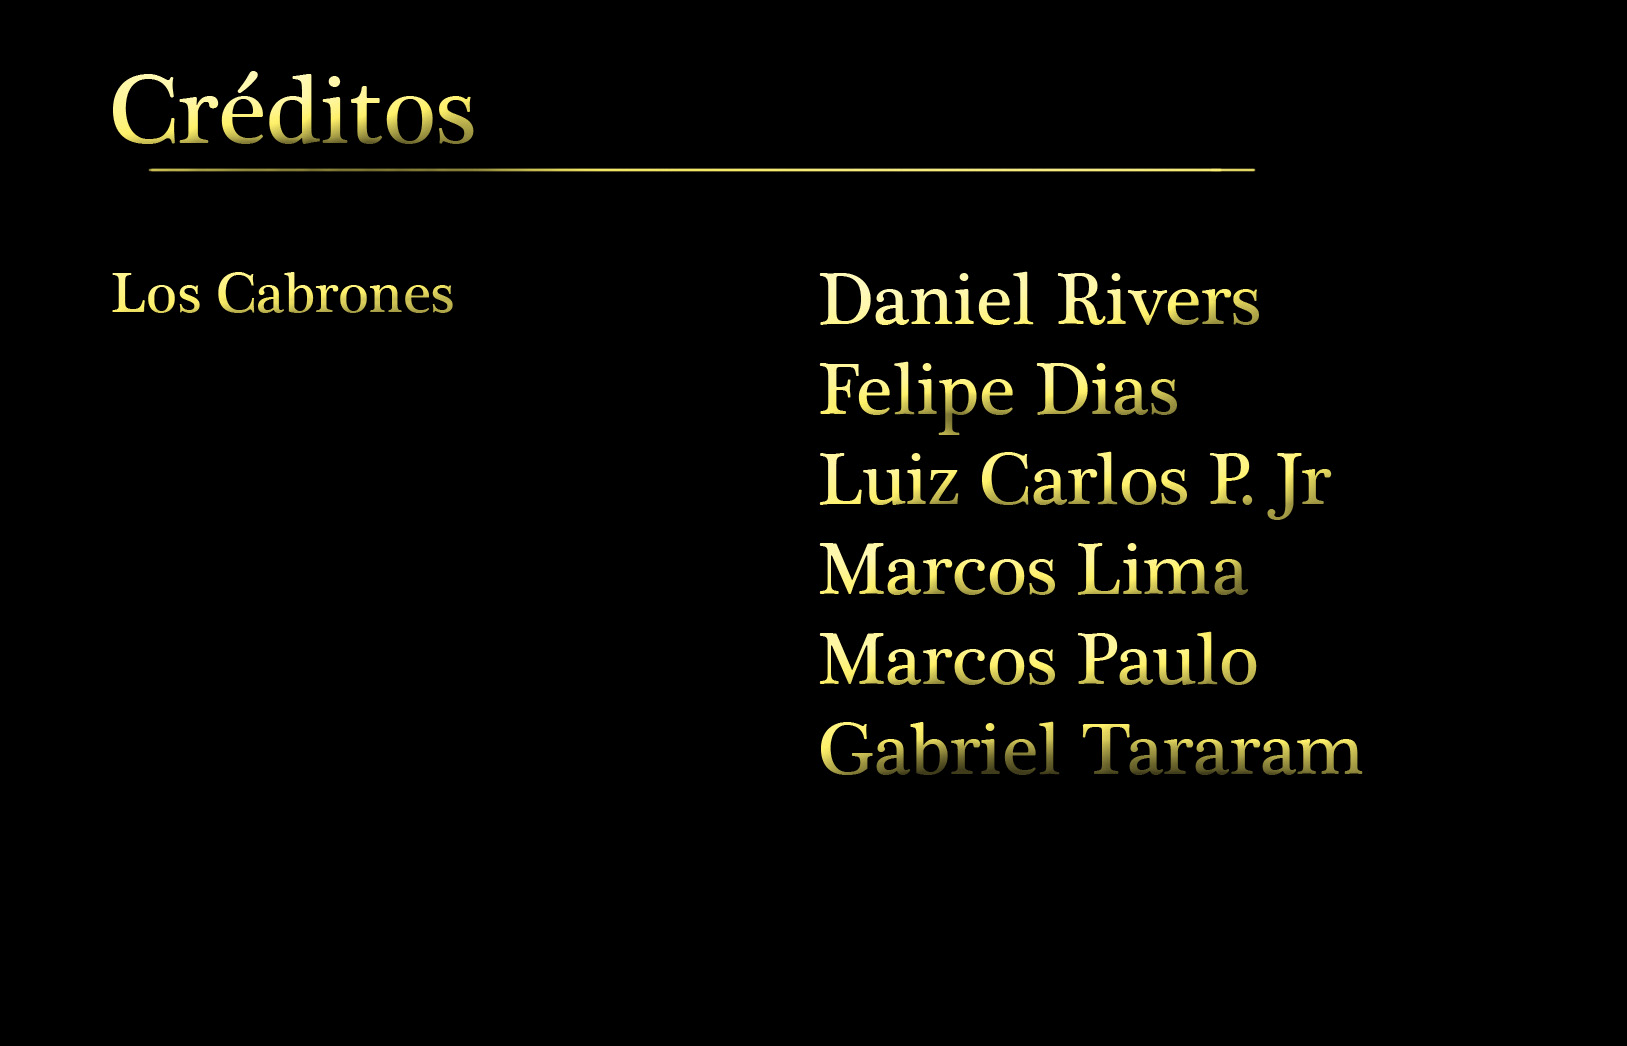 Créditos
Los Cabrones
Daniel Rivers
Felipe Dias
Luiz Carlos P. Jr
Marcos Lima
Marcos Paulo
Gabriel Tararam